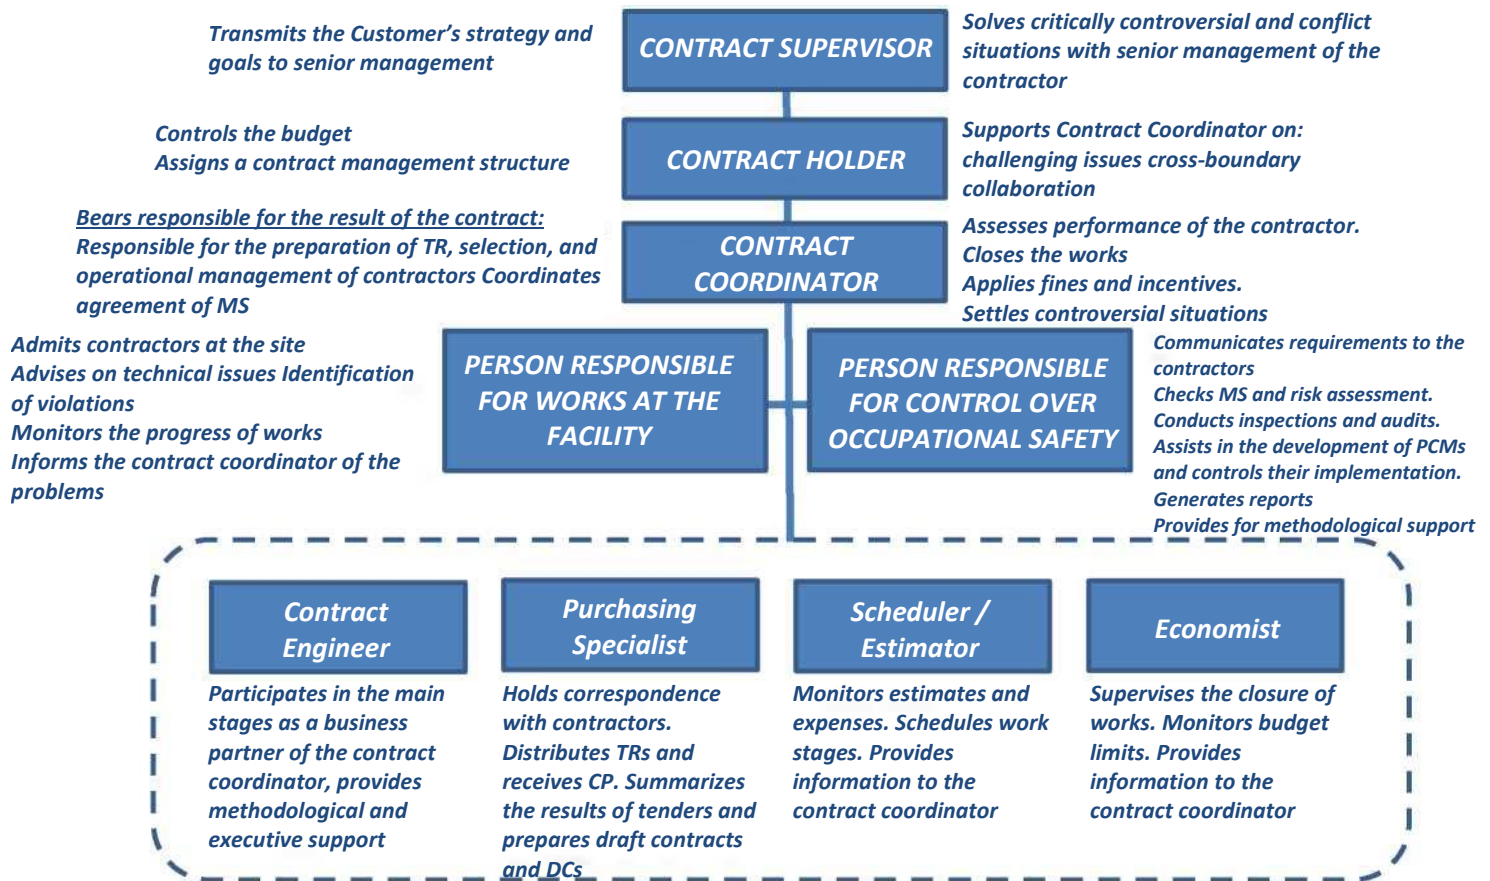 Transmits the Customer's strategy and
goals to senior management
CONTRACT SUPERVISOR
Solves critically controversial and conflict
situations with senior management of the
contractor
Controls the budget
Assigns a contract management structure
CONTRACT HOLDER
Supports Contract Coordinator on:
challenging issues cross-boundary
collaboration
Bears responsible for the result of the contract:
Responsible for the preparation of TR, selection, and
operational management of contractors Coordinates
agreement of MS
CONTRACT
COORDINATOR
Assesses performance of the contractor.
Closes the works
Applies fines and incentives.
Settles controversial situations
Admits contractors at the site
Advises on technical issues Identification
of violations
Monitors the progress of works
Informs the contract coordinator of the
problems
PERSON RESPONSIBLE
FOR WORKS AT THE
FACILITY
PERSON RESPONSIBLE
FOR CONTROL OVER
OCCUPATIONAL SAFETY
Communicates requirements to the
contractors
Checks MS and risk assessment.
Conducts inspections and audits.
Assists in the development of PCMs
and controls their implementation.
Generates reports
Provides for methodological support
Contract
Engineer
Participates in the main
stages as a business
partner of the contract
coordinator, provides
methodological and
executive support
Purchasing
Specialist
Holds correspondence
with contractors.
Distributes TRs and
receives CP. Summarizes
the results of tenders and
prepares draft contracts
and DCs
Scheduler /
Estimator
Monitors estimates and
expenses. Schedules work
stages. Provides
information to the
contract coordinator
Economist
Supervises the closure of
works. Monitors budget
limits. Provides
information to the
contract coordinator